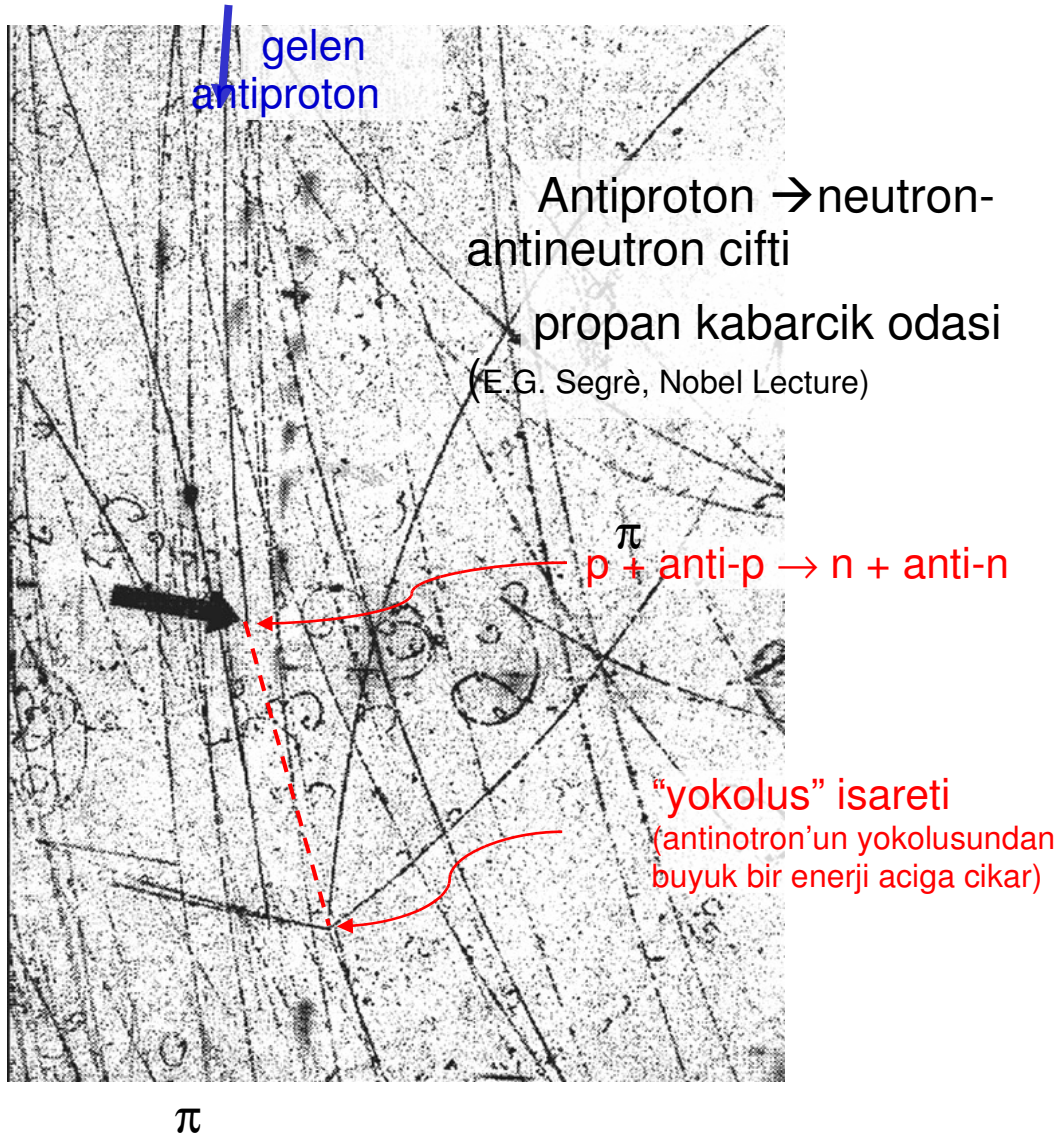 gelen
antiproton
Antiproton →neutron-
antineutron cifti
propan kabarcik odasi
(E.G. Segrè, Nobel Lecture)
π
p + anti-p → n + anti-n
“yokolus” isareti
(antinotron'un yokolusundan
buyuk bir enerji aciga cikar)
π